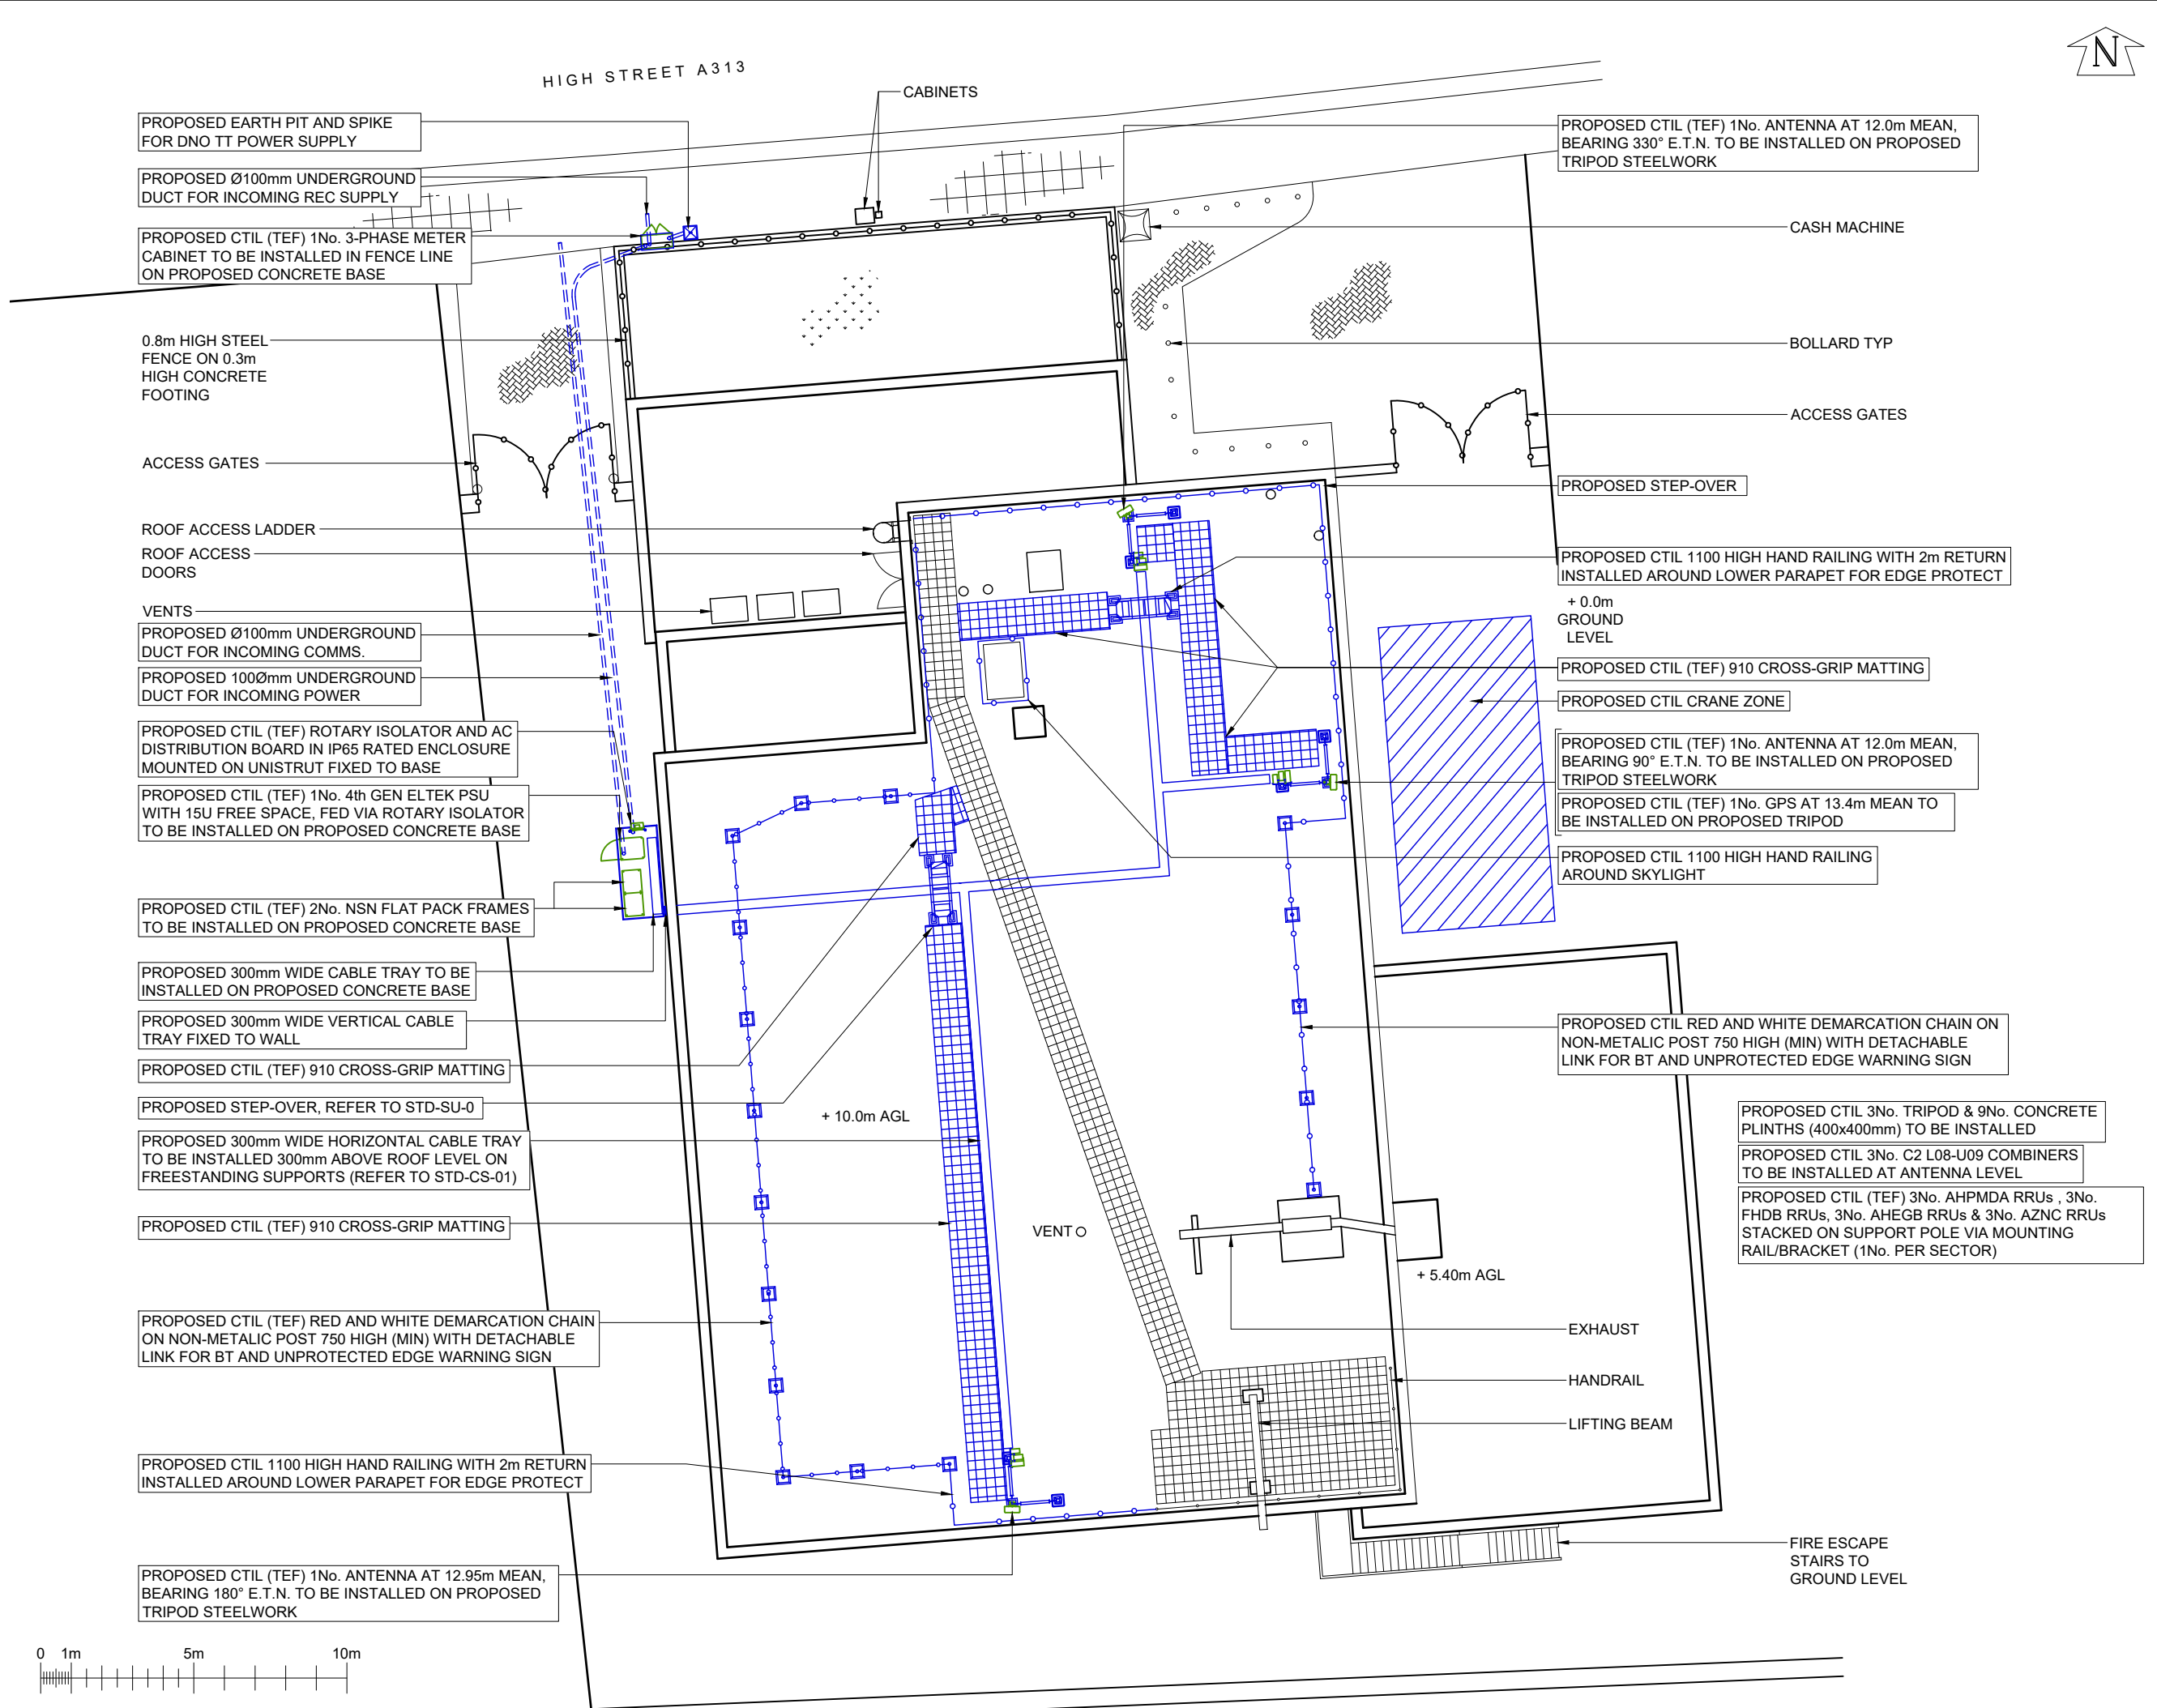 HIGH STREET A313
N
CABINETS
PROPOSED EARTH PIT AND SPIKE
FOR DNO TT POWER SUPPLY
PROPOSED Ø100mm UNDERGROUND
DUCT FOR INCOMING REC SUPPLY
PROPOSED CTIL (TEF) 1No. 3-PHASE METER
CABINET TO BE INSTALLED IN FENCE LINE
ON PROPOSED CONCRETE BASE
0.8m HIGH STEEL
FENCE ON 0.3m
HIGH CONCRETE
FOOTING
ACCESS GATES
ROOF ACCESS LADDER
ROOF ACCESS
DOORS
VENTS
PROPOSED Ø100mm UNDERGROUND
DUCT FOR INCOMING COMMS.
PROPOSED 100Ømm UNDERGROUND
DUCT FOR INCOMING POWER
PROPOSED CTIL (TEF) ROTARY ISOLATOR AND AC
DISTRIBUTION BOARD IN IP65 RATED ENCLOSURE
MOUNTED ON UNISTRUT FIXED TO BASE
PROPOSED CTIL (TEF) 1No. 4th GEN ELTEK PSU
WITH 15U FREE SPACE, FED VIA ROTARY ISOLATOR
TO BE INSTALLED ON PROPOSED CONCRETE BASE
PROPOSED CTIL (TEF) 2No. NSN FLAT PACK FRAMES
TO BE INSTALLED ON PROPOSED CONCRETE BASE
PROPOSED 300mm WIDE CABLE TRAY TO BE
INSTALLED ON PROPOSED CONCRETE BASE
PROPOSED 300mm WIDE VERTICAL CABLE
TRAY FIXED TO WALL
PROPOSED CTIL (TEF) 910 CROSS-GRIP MATTING
PROPOSED STEP-OVER, REFER TO STD-SU-0
PROPOSED 300mm WIDE HORIZONTAL CABLE TRAY
TO BE INSTALLED 300mm ABOVE ROOF LEVEL ON
FREESTANDING SUPPORTS (REFER TO STD-CS-01)
PROPOSED CTIL (TEF) 910 CROSS-GRIP MATTING
PROPOSED CTIL (TEF) RED AND WHITE DEMARCATION CHAIN
ON NON-METALIC POST 750 HIGH (MIN) WITH DETACHABLE
LINK FOR BT AND UNPROTECTED EDGE WARNING SIGN
PROPOSED CTIL 1100 HIGH HAND RAILING WITH 2m RETURN
INSTALLED AROUND LOWER PARAPET FOR EDGE PROTECT
PROPOSED CTIL (TEF) 1No. ANTENNA AT 12.95m MEAN,
BEARING 180° E.T.N. TO BE INSTALLED ON PROPOSED
TRIPOD STEELWORK
0 1m 5m 10m
+ 10.0m AGL
VENT
+ 5.40m AGL
PROPOSED CTIL (TEF) 1No. ANTENNA AT 12.0m MEAN,
BEARING 330° E.T.N. TO BE INSTALLED ON PROPOSED
TRIPOD STEELWORK
CASH MACHINE
BOLLARD TYP
ACCESS GATES
PROPOSED STEP-OVER
PROPOSED CTIL 1100 HIGH HAND RAILING WITH 2m RETURN
INSTALLED AROUND LOWER PARAPET FOR EDGE PROTECT
+ 0.0m
GROUND
LEVEL
PROPOSED CTIL (TEF) 910 CROSS-GRIP MATTING
PROPOSED CTIL CRANE ZONE
PROPOSED CTIL (TEF) 1No. ANTENNA AT 12.0m MEAN,
BEARING 90° E.T.N. TO BE INSTALLED ON PROPOSED
TRIPOD STEELWORK
PROPOSED CTIL (TEF) 1No. GPS AT 13.4m MEAN TO
BE INSTALLED ON PROPOSED TRIPOD
PROPOSED CTIL 1100 HIGH HAND RAILING
AROUND SKYLIGHT
PROPOSED CTIL RED AND WHITE DEMARCATION CHAIN ON
NON-METALIC POST 750 HIGH (MIN) WITH DETACHABLE
LINK FOR BT AND UNPROTECTED EDGE WARNING SIGN
PROPOSED CTIL 3No. TRIPOD & 9No. CONCRETE
PLINTHS (400x400mm) TO BE INSTALLED
PROPOSED CTIL 3No. C2 L08-U09 COMBINERS
TO BE INSTALLED AT ANTENNA LEVEL
PROPOSED CTIL (TEF) 3No. AHPMDA RRUs , 3No.
FHDB RRUs, 3No. AHEGB RRUs & 3No. AZNC RRUs
STACKED ON SUPPORT POLE VIA MOUNTING
RAIL/BRACKET (1No. PER SECTOR)
EXHAUST
HANDRAIL
LIFTING BEAM
FIRE ESCAPE
STAIRS TO
GROUND LEVEL